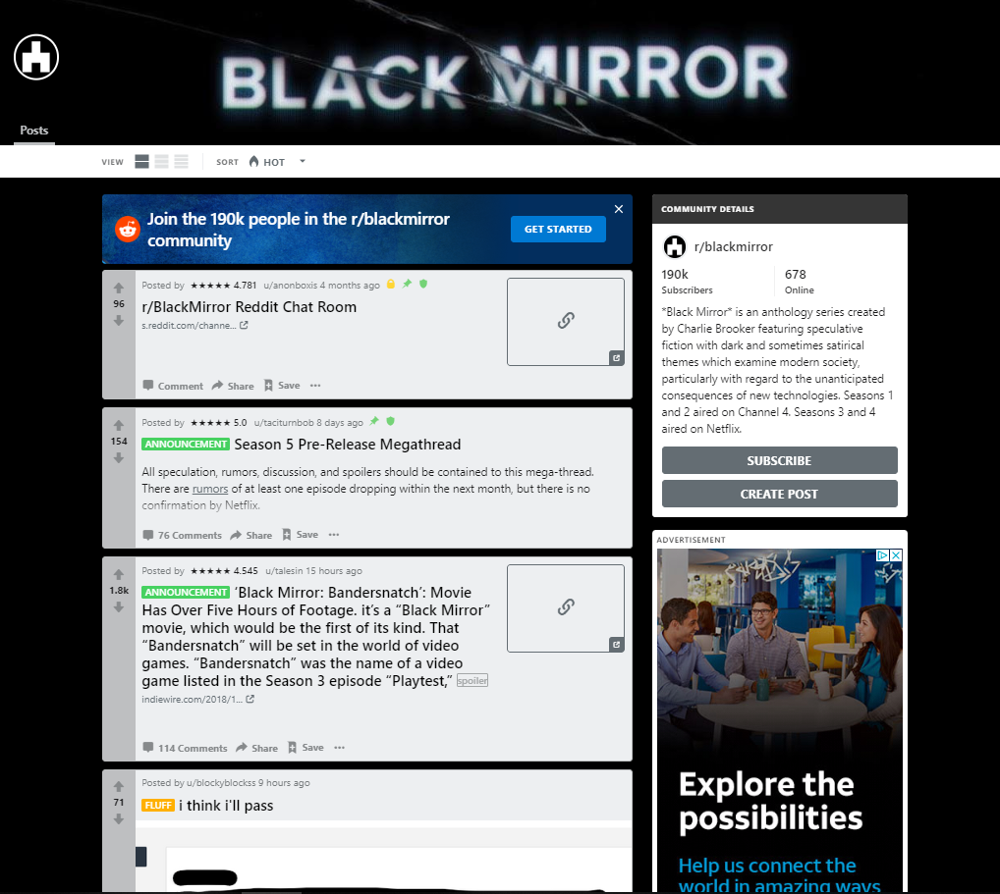 BLACK MIRROR
Posts
VIEW
SORT HOT
Join the 190k people in the r/blackmirror
community
GET STARTED
Posted by ★★★★★ 4.781 u/anonboxis 4 months ago
96
r/BlackMirror Reddit Chat Room
s.reddit.com/channe...
Comment Share Save ...
Posted by ★★★★★ 5.0 u/taciturnbob 8 days ago
154
ANNOUNCEMENT Season 5 Pre-Release Megathread
All speculation, rumors, discussion, and spoilers should be contained to this mega-thread.
There are rumors of at least one episode dropping within the next month, but there is no
confirmation by Netflix.
76 Comments Share Save ...
Posted by ★★★★★ 4.545 u/talesin 15 hours ago
1.8k
ANNOUNCEMENT ‘Black Mirror: Bandersnatch’: Movie
Has Over Five Hours of Footage. it’s a “Black Mirror”
movie, which would be the first of its kind. That
“Bandersnatch” will be set in the world of video
games. “Bandersnatch” was the name of a video
game listed in the Season 3 episode “Playtest,” spoiler
indiewire.com/2018/1...
114 Comments Share Save ...
Posted by u/blockyblockss 9 hours ago
71
FLUFF i think i'll pass
COMMUNITY DETAILS
r/blackmirror
190k 678
Subscribers Online
*Black Mirror* is an anthology series created
by Charlie Brooker featuring speculative
fiction with dark and sometimes satirical
themes which examine modern society,
particularly with regard to the unanticipated
consequences of new technologies. Seasons 1
and 2 aired on Channel 4. Seasons 3 and 4
aired on Netflix.
SUBSCRIBE
CREATE POST
ADVERTISEMENT
Explore the
possibilities
Help us connect the
world in amazing ways